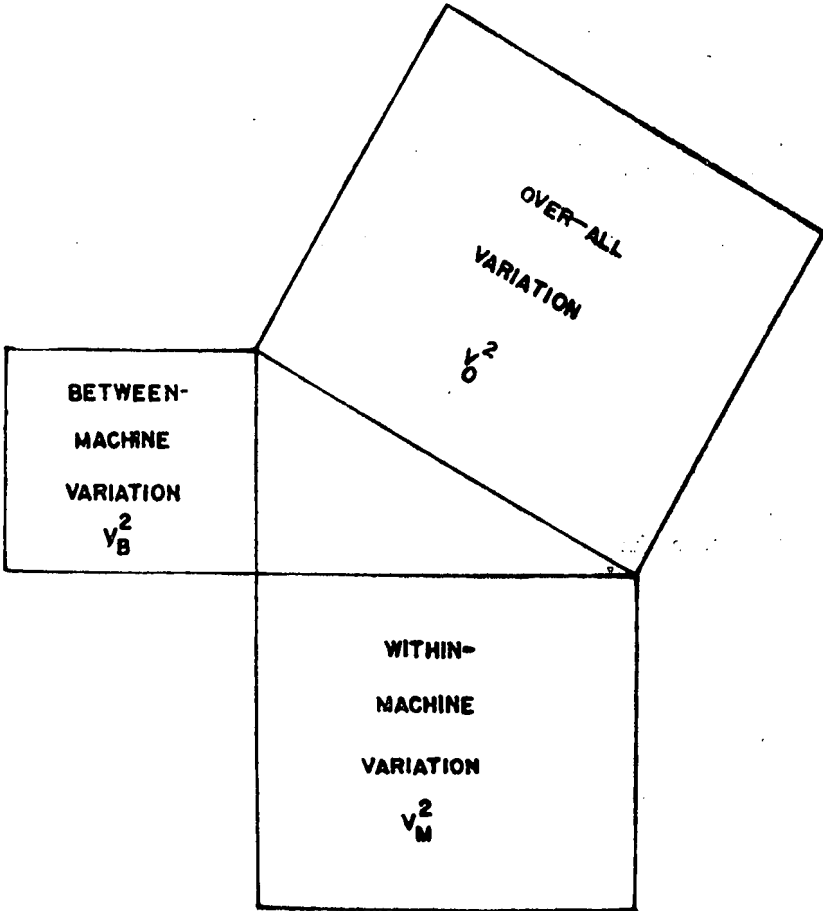 OVER-ALL
VARIATION
V_O^2
BETWEEN-
MACHINE
VARIATION
V_B^2
WITHIN-
MACHINE
VARIATION
V_M^2